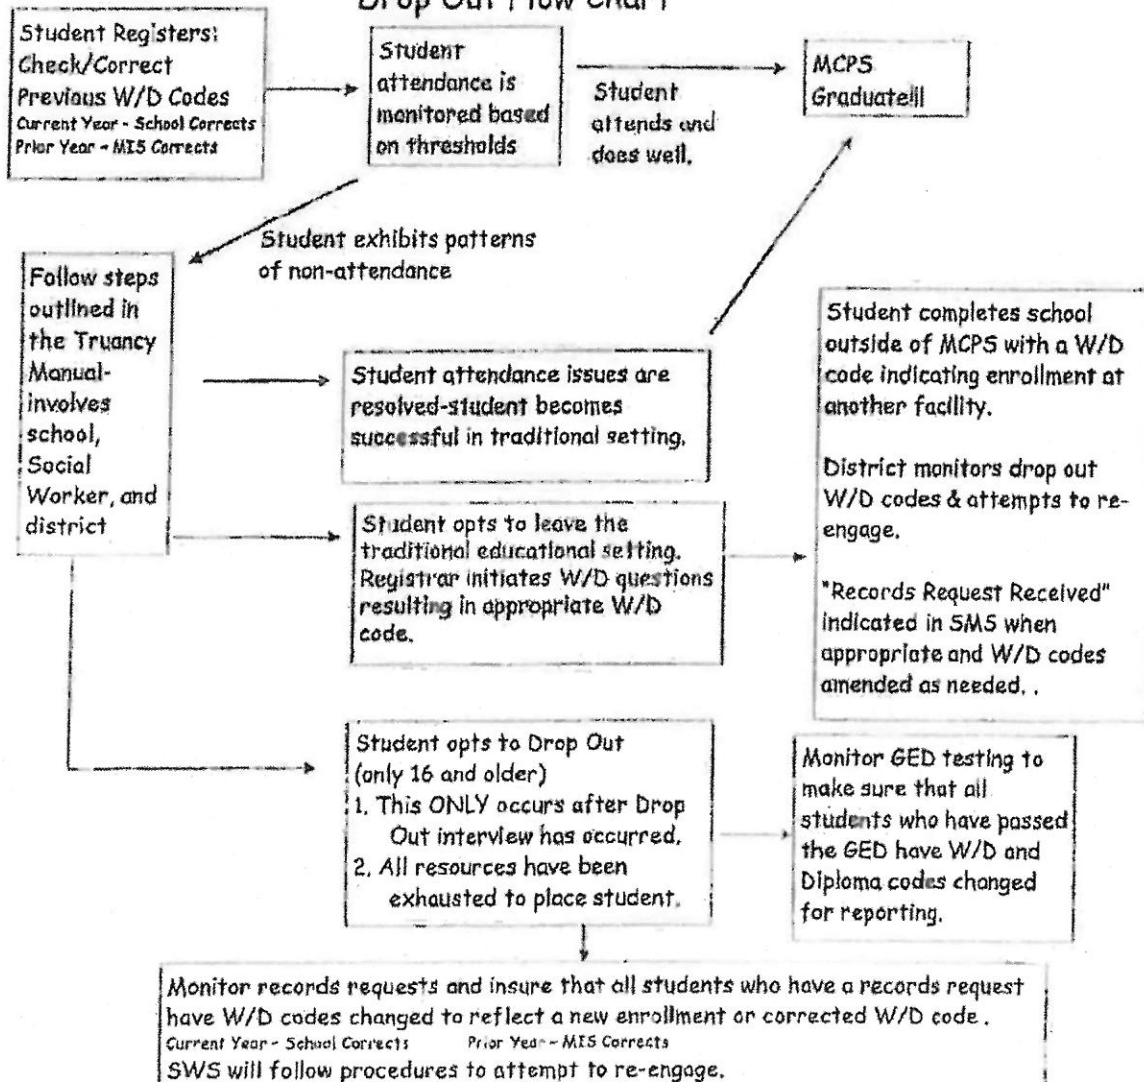 Drop Out Flow Chart
Student Registers:
Check/Correct
Previous W/D Codes
Current Year - School Corrects
Prior Year - MIS Corrects
Student
attendance is
monitored based
on thresholds
Student
attends and
does well.
MCPS
Graduate!!!
Student exhibits patterns
of non-attendance
Follow steps
outlined in
the Truancy
Manual-
involves
school,
Social
Worker, and
district
Student attendance issues are
resolved-student becomes
successful in traditional setting.
Student opts to leave the
traditional educational setting.
Registrar initiates W/D questions
resulting in appropriate W/D
code.
Student completes school
outside of MCPS with a W/D
code indicating enrollment at
another facility.
District monitors drop out
W/D codes & attempts to re-
engage.
"Records Request Received"
indicated in SMS when
appropriate and W/D codes
amended as needed. .
Student opts to Drop Out
(only 16 and older)
1. This ONLY occurs after Drop
Out interview has occurred.
2. All resources have been
exhausted to place student.
Monitor GED testing to
make sure that all
students who have passed
the GED have W/D and
Diploma codes changed
for reporting.
Monitor records requests and insure that all students who have a records request
have W/D codes changed to reflect a new enrollment or corrected W/D code.
Current Year - School Corrects Prior Year - MIS Corrects
SWS will follow procedures to attempt to re-engage.